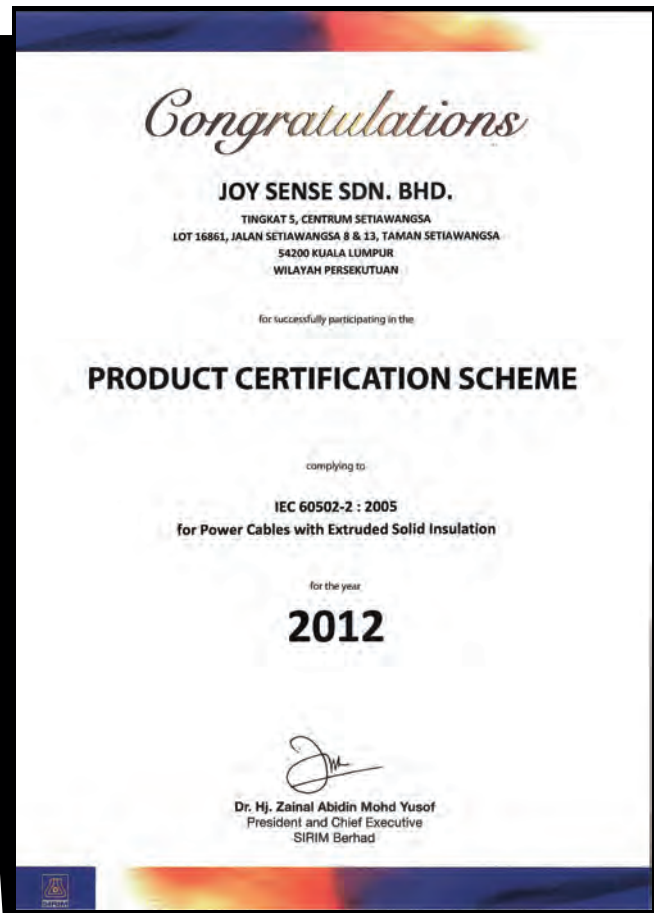 Congratulations
JOY SENSE SDN. BHD.
TINGKAT 5, CENTRUM SETIAWANGSA
LOT 16861, JALAN SETIAWANGSA 8 & 13, TAMAN SETIAWANGSA
54200 KUALA LUMPUR
WILAYAH PERSEKUTUAN
for successfully participating in the
PRODUCT CERTIFICATION SCHEME
complying to
IEC 60502-2 : 2005
for Power Cables with Extruded Solid Insulation
for the year
2012
Dr. Hj. Zainal Abidin Mohd Yusof
President and Chief Executive
SIRIM Berhad